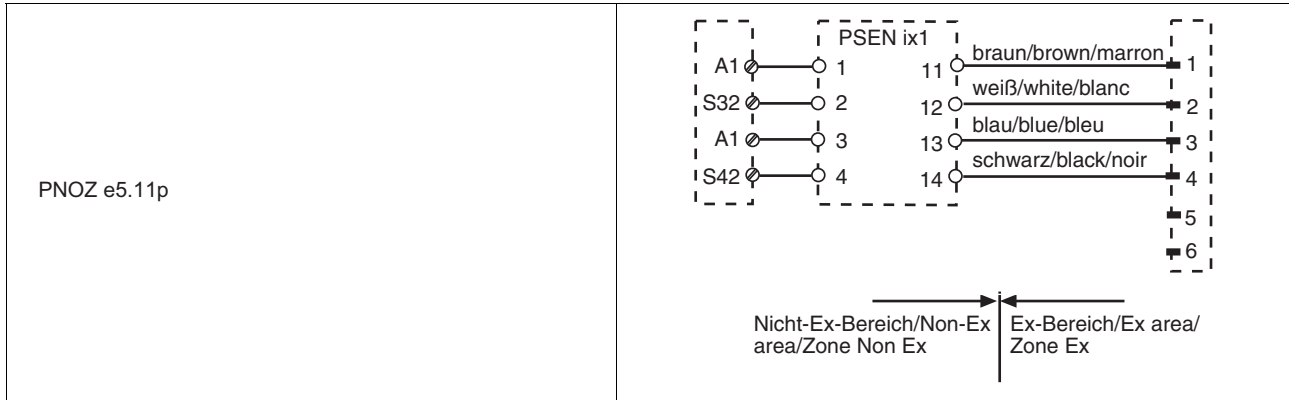 PNOZ e5.11p
PSEN ix1
A1 1 11 braun/brown/marron 1
S32 2 12 weiß/white/blanc 2
A1 3 13 blau/blue/bleu 3
S42 4 14 schwarz/black/noir 4
5
6
Nicht-Ex-Bereich/Non-Ex
area/Zone Non Ex
Ex-Bereich/Ex area/
Zone Ex